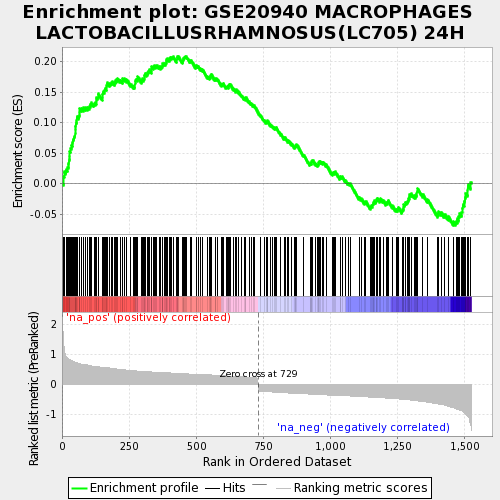 Enrichment plot: GSE20940 MACROPHAGES
LACTOBACILLUSRHAMNOSUS(LC705) 24H
Enrichment score (ES)
0.20
0.15
0.10
0.05
0.00
-0.05
'na_pos' (positively correlated)
Ranked list metric (PreRanked)
2
1
0
-1
Zero cross at 729
'na_neg' (negatively correlated)
0
250
500
750
1,000
1,250
1,500
Rank in Ordered Dataset
Enrichment profile
Hits
Ranking metric scores